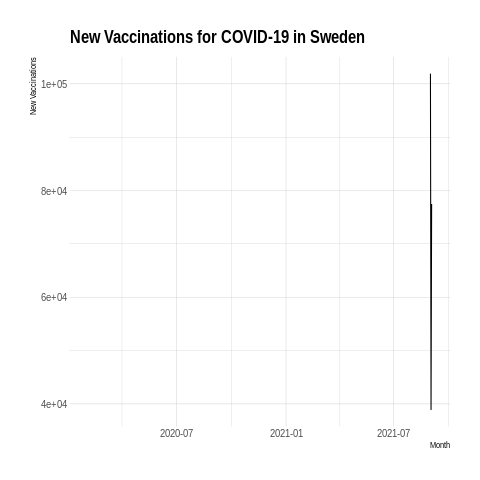 New Vaccinations for COVID-19 in Sweden
New Vaccinations
1e+05
8e+04
6e+04
4e+04
2020-07
2021-01
2021-07
Month